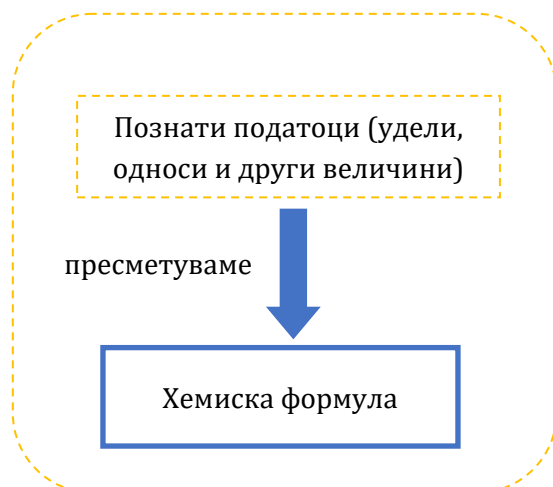 Познати податоци (удели,
односи и други величини)
пресметуваме
Хемиска формула